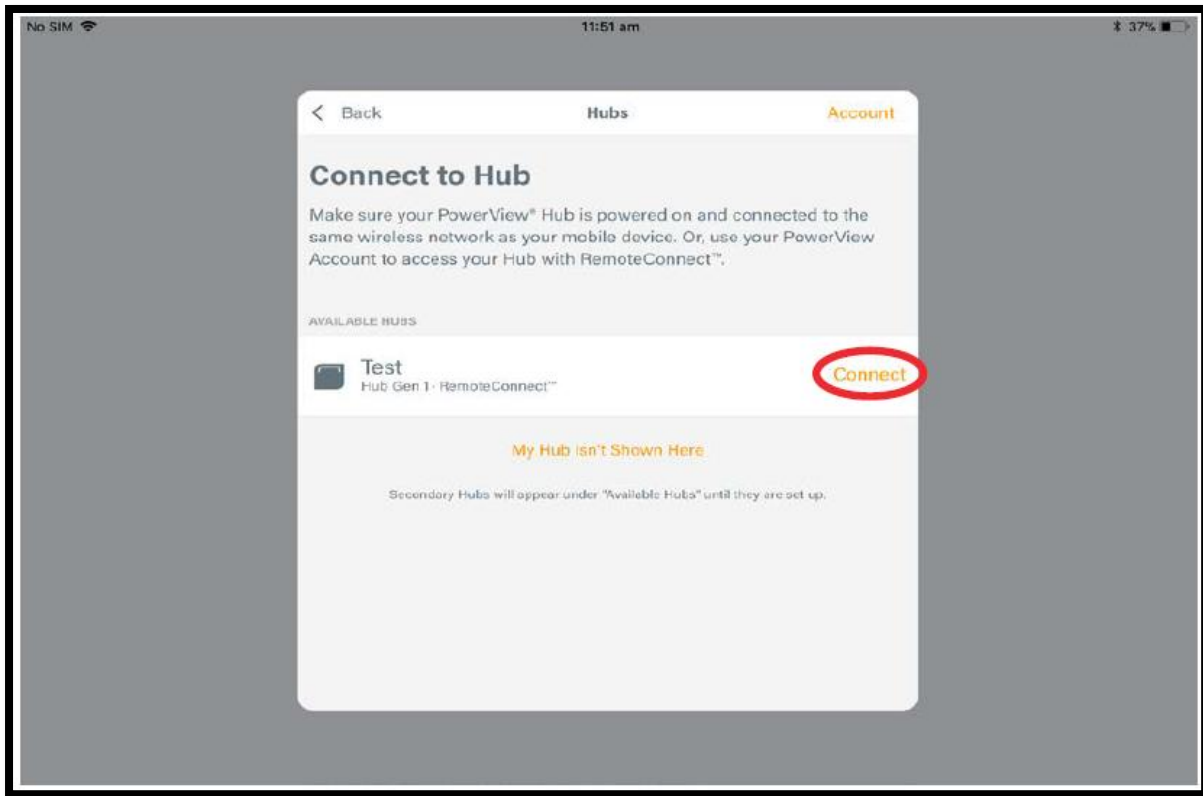 No SIM 11:51 am 37%
Back Hubs Account
Connect to Hub
Make sure your PowerView® Hub is powered on and connected to the
same wireless network as your mobile device. Or, use your PowerView
Account to access your Hub with RemoteConnect™.
AVAILABLE HUBS
Test
Hub Gen 1 · RemoteConnect™
Connect
My Hub Isn't Shown Here
Secondary Hubs will appear under "Available Hubs" until they are set up.